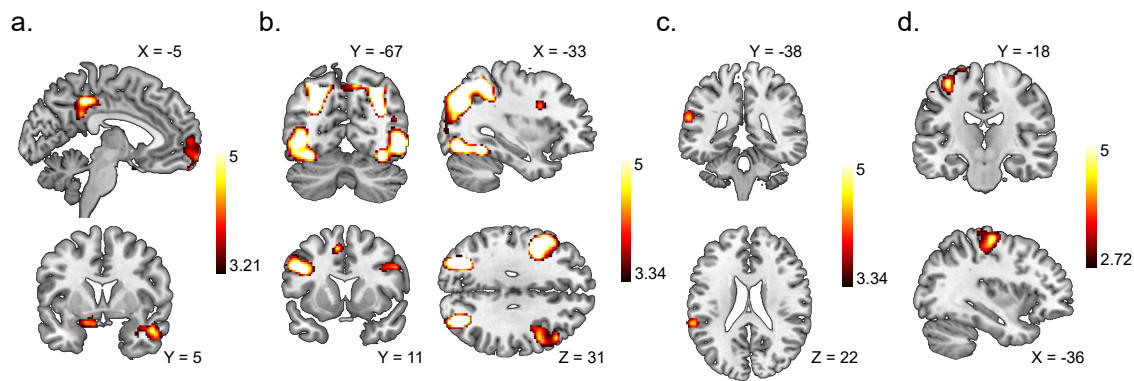 a.
X = -5
5
3.21
Y = 5
b.
Y = -67
X = -33
5
3.34
Y = 11
Z = 31
c.
Y = -38
5
3.34
Z = 22
d.
Y = -18
5
2.72
X = -36